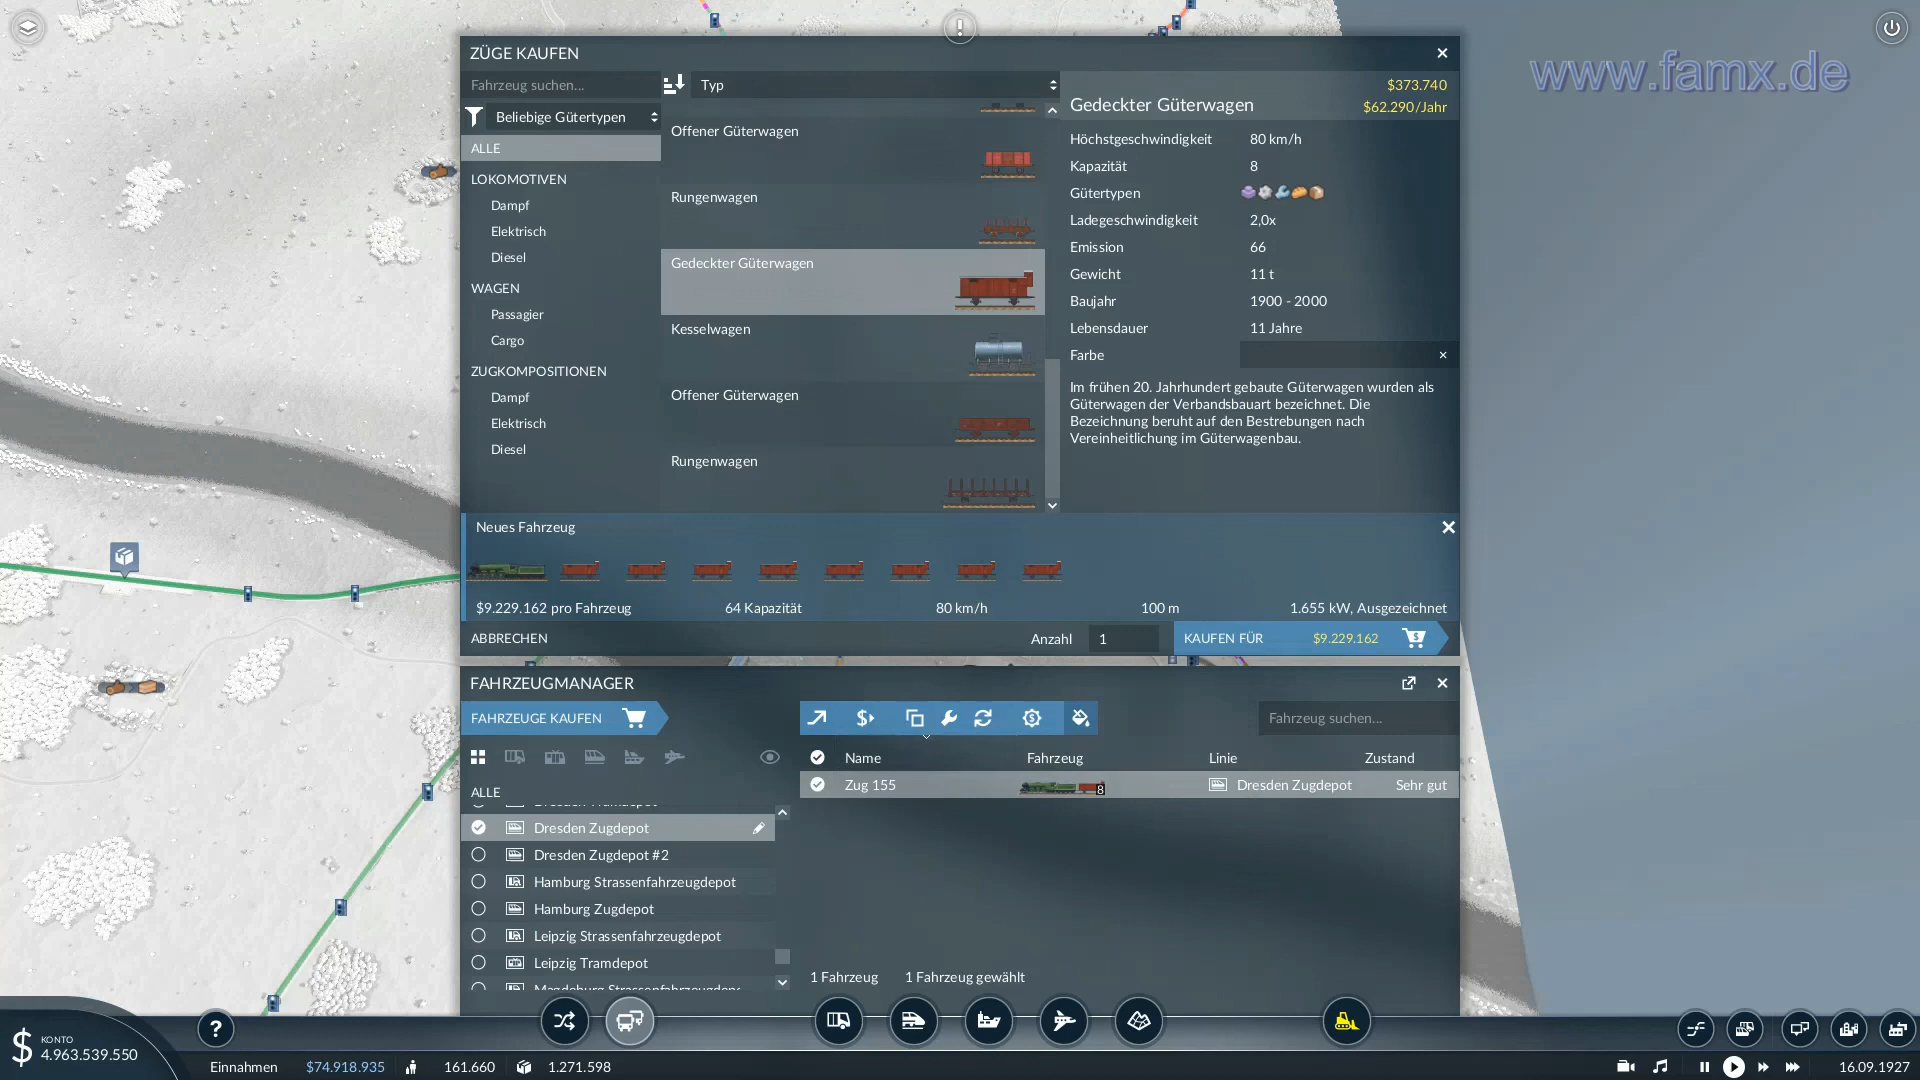 www.famx.de
ZÜGE KAUFEN
Fahrzeug suchen...
Typ
Beliebige Gütertypen
ALLE
LOKOMOTIVEN
Dampf
Elektrisch
Diesel
WAGEN
Passagier
Cargo
ZUGKOMPOSITIONEN
Dampf
Elektrisch
Diesel
Offener Güterwagen
Rungenwagen
Gedeckter Güterwagen
Kesselwagen
Offener Güterwagen
Rungenwagen
Gedeckter Güterwagen
$373.740
$62.290/Jahr
Höchstgeschwindigkeit 80 km/h
Kapazität 8
Gütertypen
Ladegeschwindigkeit 2,0x
Emission 66
Gewicht 11 t
Baujahr 1900 - 2000
Lebensdauer 11 Jahre
Farbe
Im frühen 20. Jahrhundert gebaute Güterwagen wurden als
Güterwagen der Verbandsbauart bezeichnet. Die
Bezeichnung beruht auf den Bestrebungen nach
Vereinheitlichung im Güterwagenbau.
Neues Fahrzeug
$9.229.162 pro Fahrzeug 64 Kapazität 80 km/h 100 m 1.655 kW, Ausgezeichnet
ABBRECHEN Anzahl 1 KAUFEN FÜR $9.229.162
FAHRZEUGMANAGER
FAHRZEUGE KAUFEN
Fahrzeug suchen...
ALLE
Dresden Tramdepot
Dresden Zugdepot
Dresden Zugdepot #2
Hamburg Strassenfahrzeugdepot
Hamburg Zugdepot
Leipzig Strassenfahrzeugdepot
Leipzig Tramdepot
Magdeburg Strassenfahrzeugdepot
Name Fahrzeug Linie Zustand
Zug 155 8 Dresden Zugdepot Sehr gut
1 Fahrzeug 1 Fahrzeug gewählt
KONTO
4.963.539.550
Einnahmen $74.918.935 161.660 1.271.598
16.09.1927